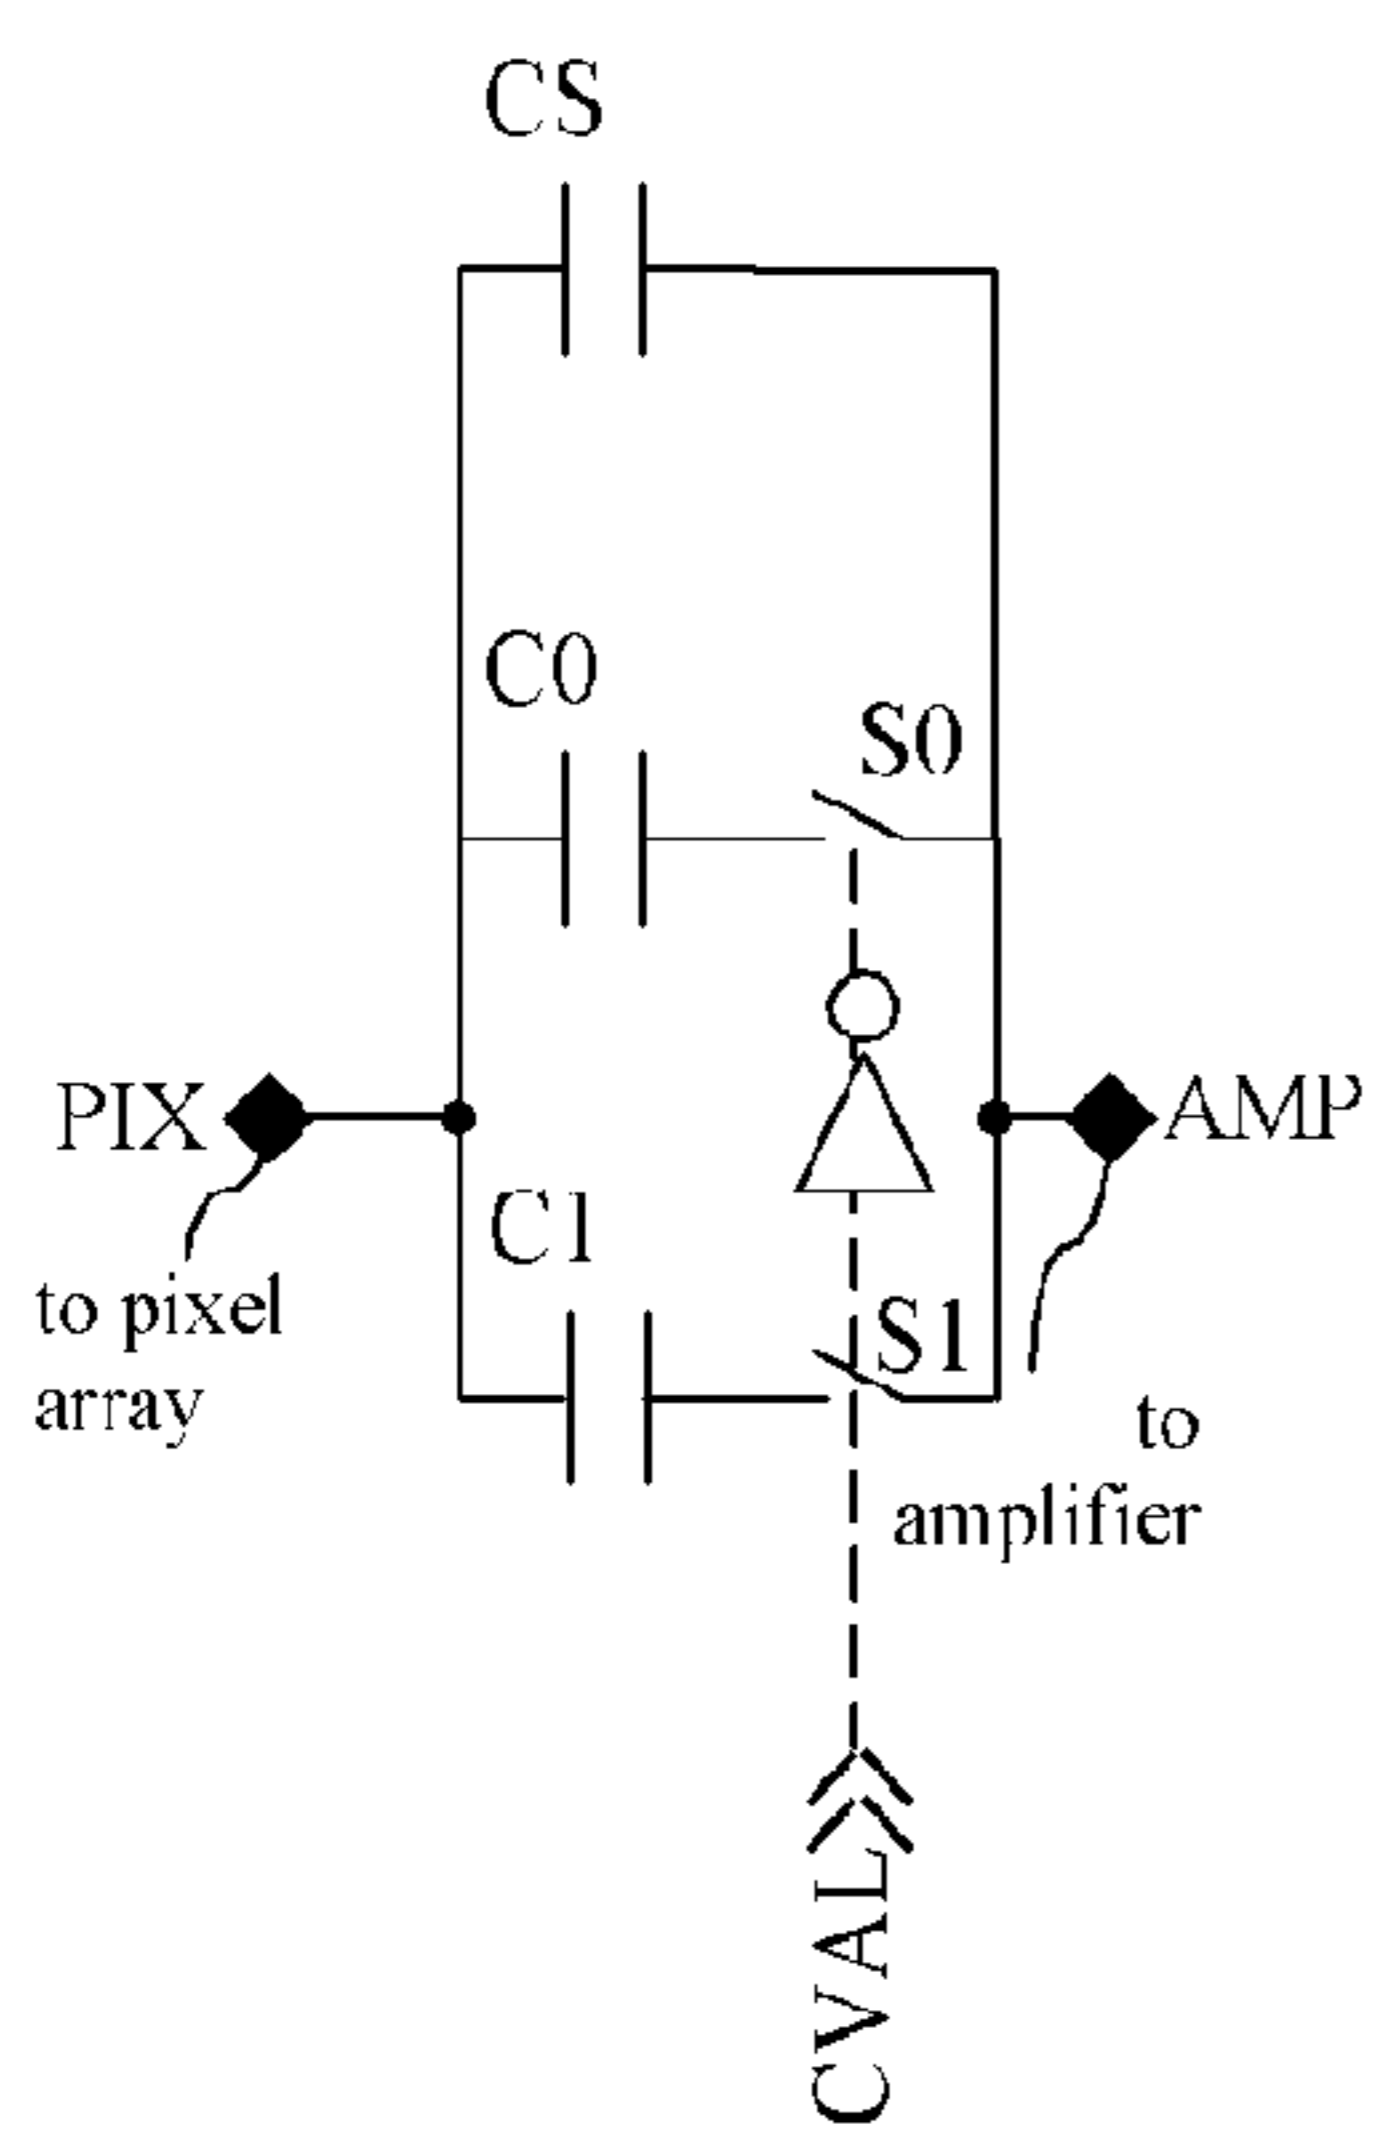 CS
C0
S0
PIX
AMP
C1
to pixel
array
S1
to
amplifier
CVAL